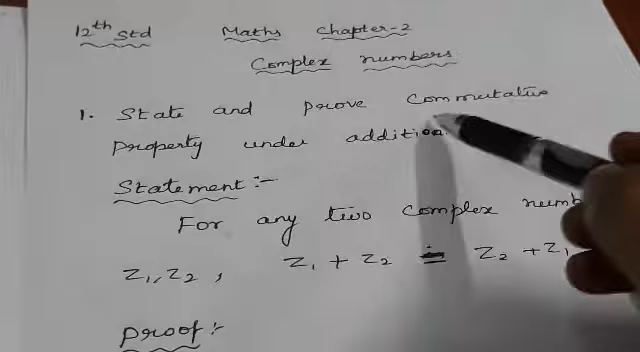 12th Std Maths Chapter-2
Complex numbers
1. State and prove Commutative
property under addition.
Statement:-
For any two complex numb
Z₁, Z₂, Z₁ + Z₂ = Z₂ + Z₁
Proof:-